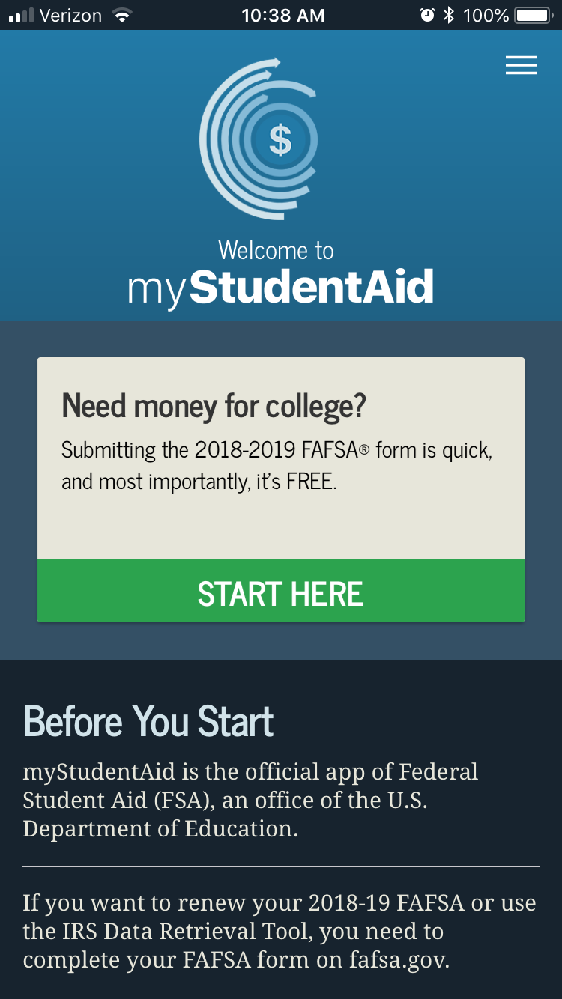 Verizon 10:38 AM 100%
$
Welcome to
myStudentAid
Need money for college?
Submitting the 2018-2019 FAFSA® form is quick,
and most importantly, it's FREE.
START HERE
Before You Start
myStudentAid is the official app of Federal
Student Aid (FSA), an office of the U.S.
Department of Education.
If you want to renew your 2018-19 FAFSA or use
the IRS Data Retrieval Tool, you need to
complete your FAFSA form on fafsa.gov.